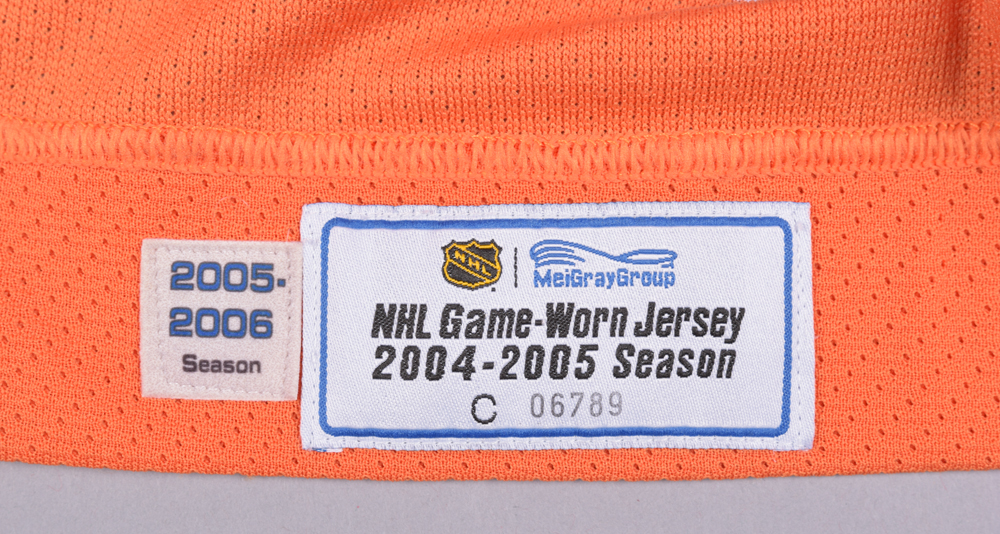 2005-
2006
Season
NHL | MeiGrayGroup
NHL Game-Worn Jersey
2004-2005 Season
C 06789